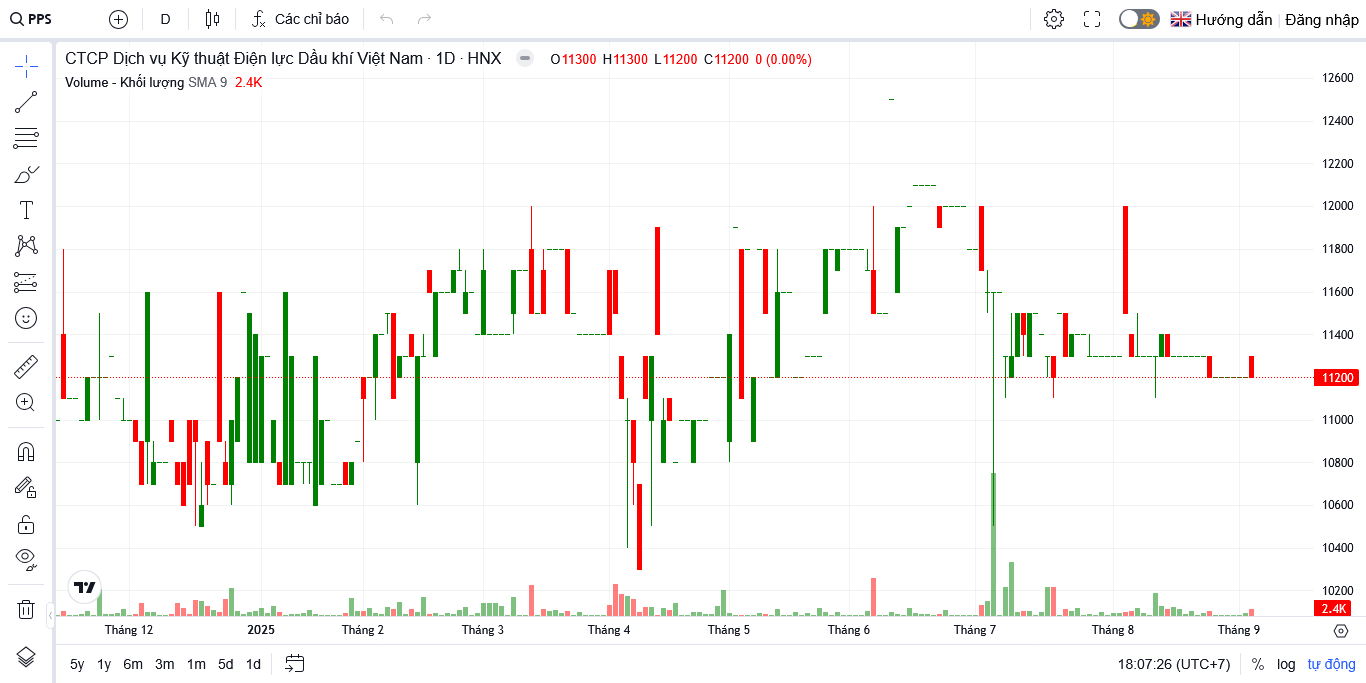 PPS D Các chỉ báo Hướng dẫn Đăng nhập
CTCP Dịch vụ Kỹ thuật Điện lực Dầu khí Việt Nam · 1D · HNX O11300 H11300 L11200 C11200 0 (0.00%)
Volume - Khối lượng SMA 9 2.4K
12600
12400
12200
12000
11800
11600
11400
11200
11000
10800
10600
10400
10200
2.4K
Tháng 12 2025 Tháng 2 Tháng 3 Tháng 4 Tháng 5 Tháng 6 Tháng 7 Tháng 8 Tháng 9
5y 1y 6m 3m 1m 5d 1d 18:07:26 (UTC+7) % log tự động